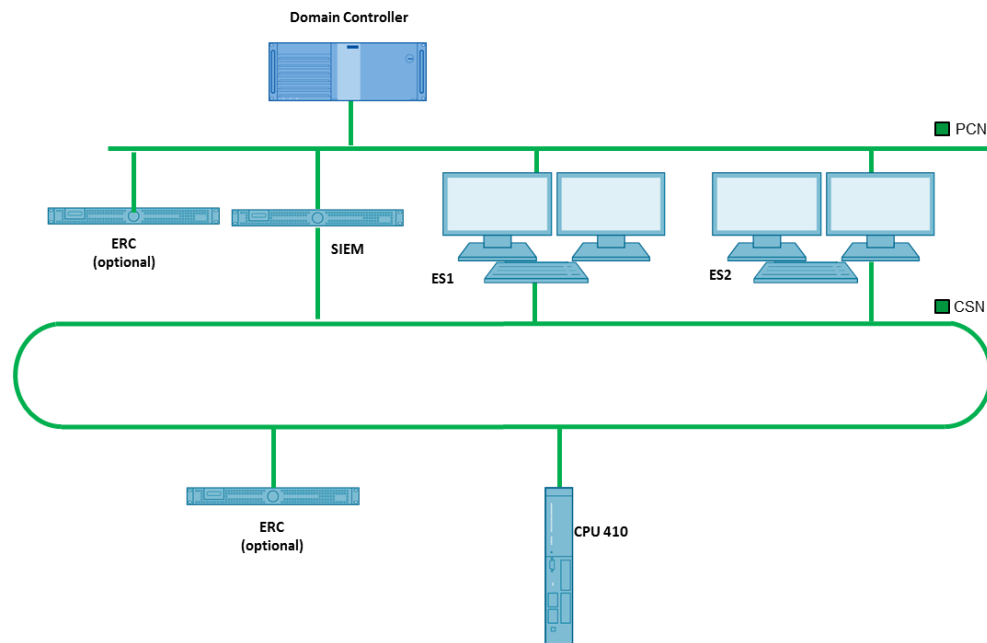 Domain Controller
PCN
ERC
(optional)
SIEM
ES1
ES2
CSN
ERC
(optional)
CPU 410